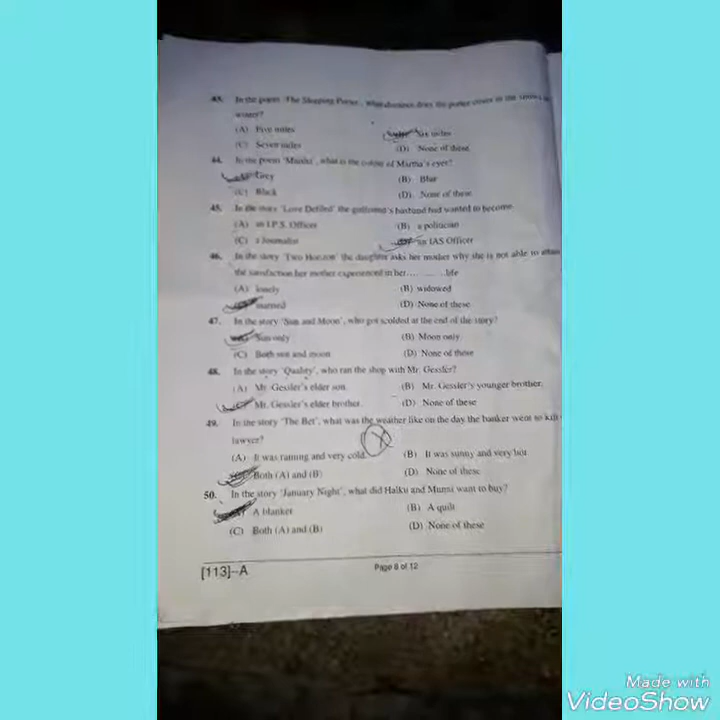 43. In the poem 'The Sleeping Porter', what distance does the porter cover in the snowy
winter?
(A) Five miles Six miles
(C) Seven miles (D) None of these
44. In the poem 'Martha', what is the colour of Martha's eyes?
Grey (B) Blue
(C) Black (D) None of these
45. In the story 'Love Defiled' the girlfriend's husband had wanted to become
(A) an I.P.S. Officer (B) a politician
(C) a Journalist an IAS Officer
46. In the story 'Two Horizon' the daughter asks her mother why she is not able to attain
the satisfaction her mother experienced in her.... ........life
(A) lonely (B) widowed
married (D) None of these
47. In the story 'Sun and Moon', who got scolded at the end of the story?
Sun only (B) Moon only
(C) Both sun and moon (D) None of these
48. In the story 'Quality', who ran the shop with Mr. Gessler?
(A) Mr. Gessler's elder son (B) Mr. Gessler's younger brother
Mr. Gessler's elder brother (D) None of these
49. In the story 'The Bet', what was the weather like on the day the banker went to kill
lawyer?
(A) It was raining and very cold (B) It was sunny and very hot
Both (A) and (B) (D) None of these
50. In the story 'January Night', what did Halku and Munni want to buy?
A blanket (B) A quilt
(C) Both (A) and (B) (D) None of these
[113]–A Page 8 of 12
Made with
VideoShow